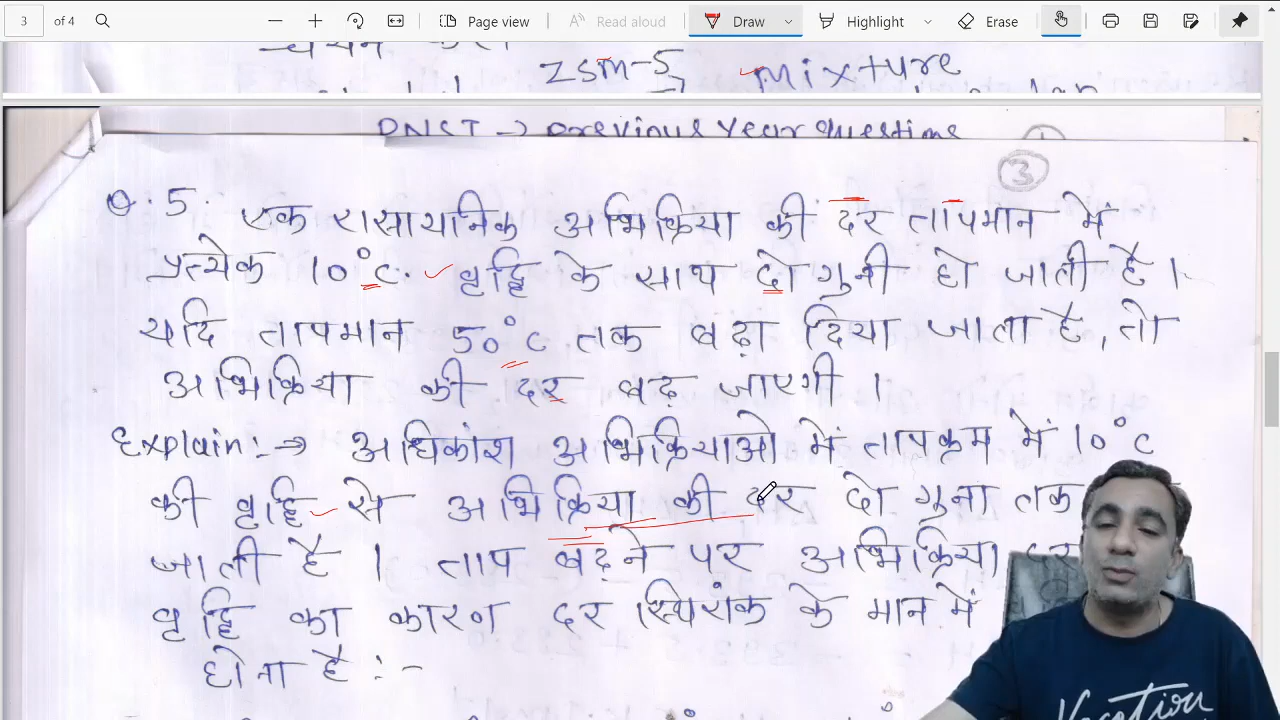 3 of 4 Page view Read aloud Draw Highlight Erase
ZSM-5 Mixture
DNCT → Previous Year Questions
3
Q.5. एक रासायनिक अभिक्रिया की दर तापमान में
प्रत्येक 10°C वृद्धि के साथ दो गुनी हो जाती है।
यदि तापमान 50°C तक बढ़ा दिया जाता है, तो
अभिक्रिया की दर बढ़ जाएगी।
Explain:→ अधिकांश अभिक्रियाओ में तापक्रम में 10°C
की वृद्धि से अभिक्रिया की दर दो गुना तक
जाती है। ताप बढ़ने पर अभिक्रिया
वृद्धि का कारण दर स्थिरांक के मान में
होता है:-
Vacation